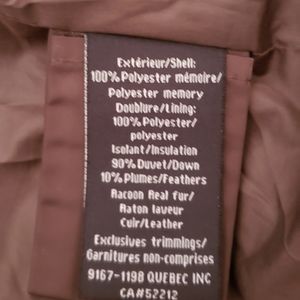 Extérieur/Shell:
100% Polyester mémoire/
Polyester memory
Doublure/Lining:
100% Polyester/
polyester
Isolant/Insulation
90% Duvet/Down
10% Plumes/Feathers
Racoon Real fur/
Raton laveur
Cuir/Leather
Exclusives trimmings/
Garnitures non-comprises
9167-1198 QUEBEC INC
CA#52212